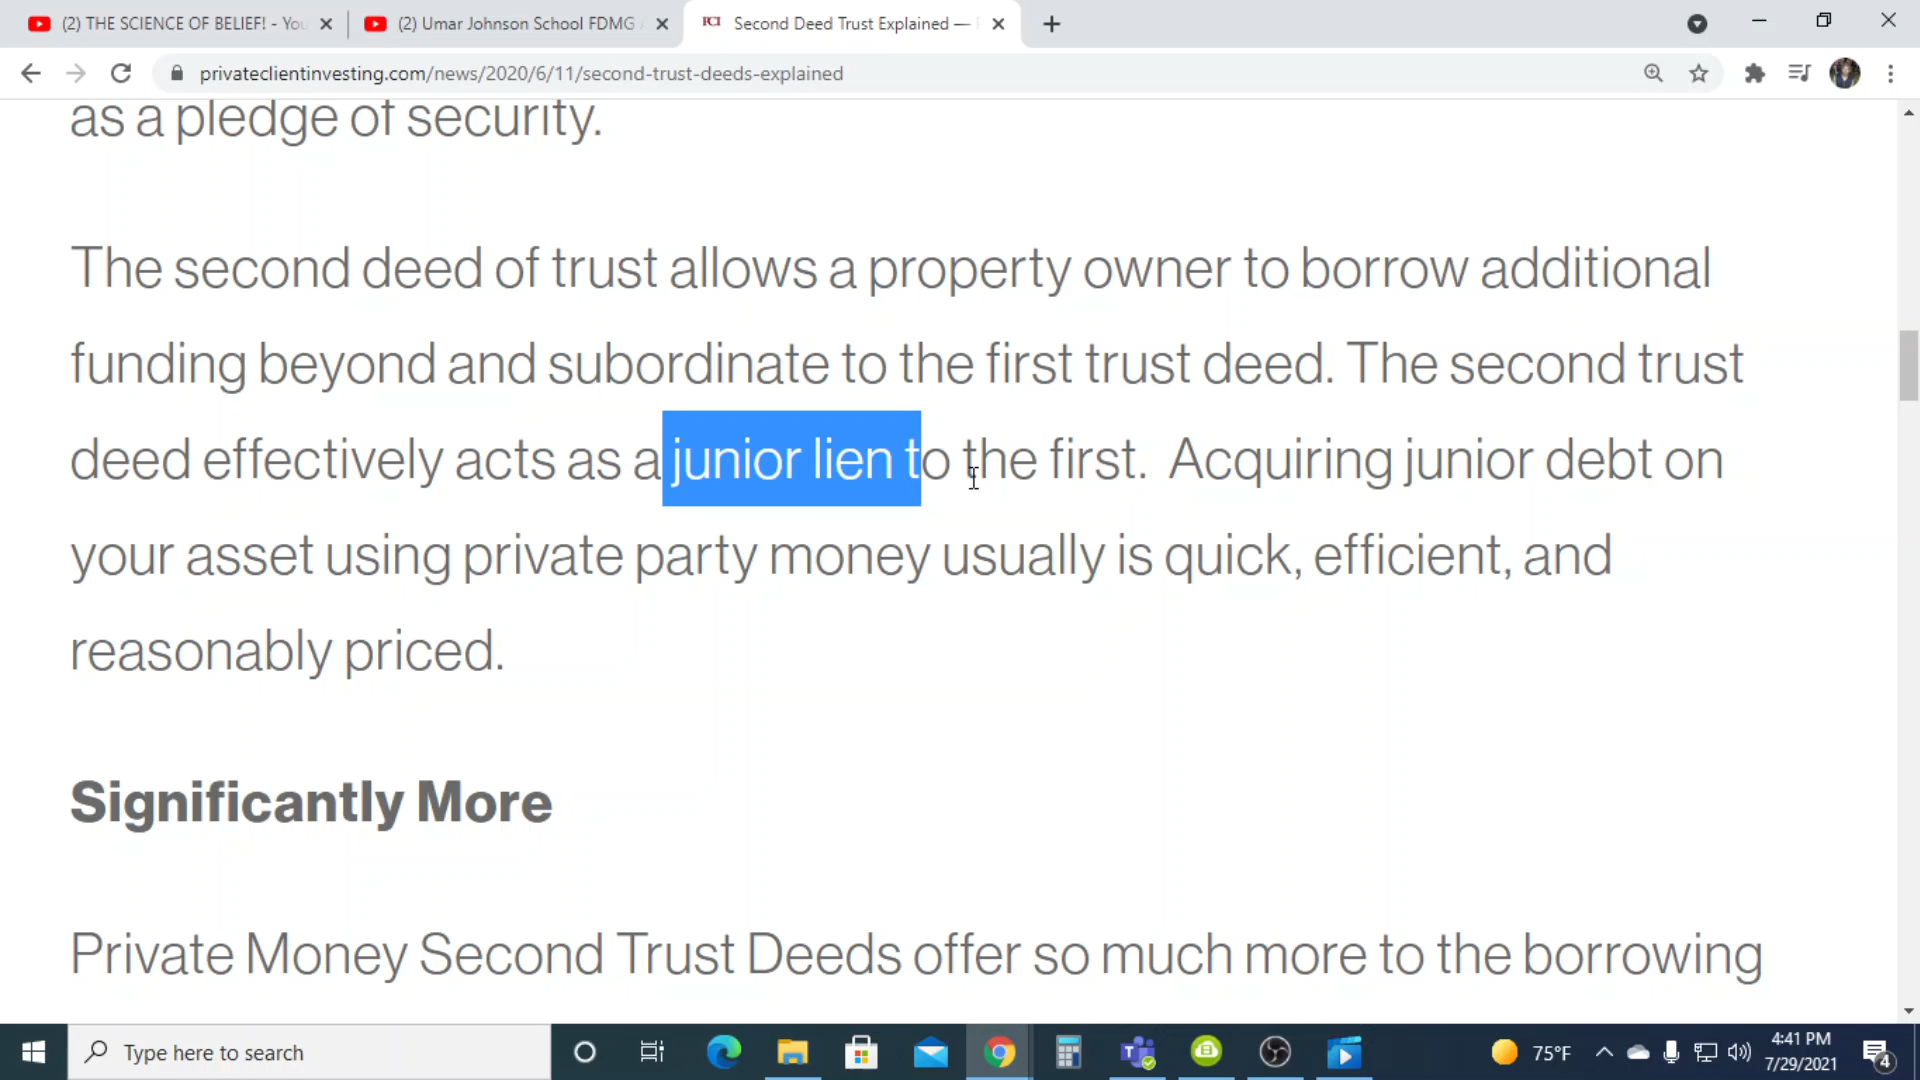 (2) THE SCIENCE OF BELIEF! - You
(2) Umar Johnson School FDMG
Second Deed Trust Explained —
privateclientinvesting.com/news/2020/6/11/second-trust-deeds-explained
as a pledge of security.
The second deed of trust allows a property owner to borrow additional
funding beyond and subordinate to the first trust deed. The second trust
deed effectively acts as a junior lien to the first. Acquiring junior debt on
your asset using private party money usually is quick, efficient, and
reasonably priced.
Significantly More
Private Money Second Trust Deeds offer so much more to the borrowing
Type here to search
75°F
4:41 PM
7/29/2021
4